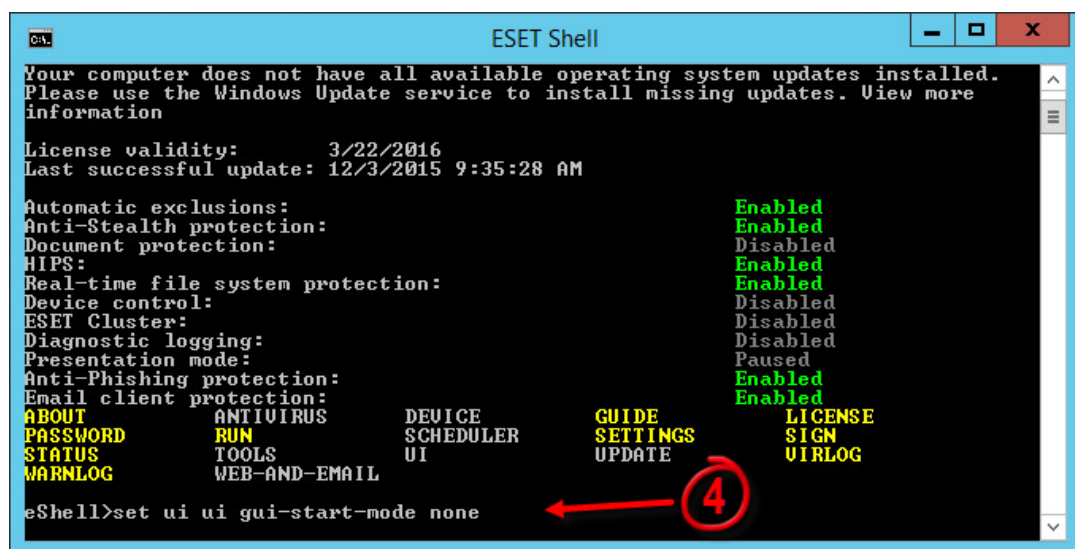 ESET Shell
Your computer does not have all available operating system updates installed.
Please use the Windows Update service to install missing updates. View more
information
License validity: 3/22/2016
Last successful update: 12/3/2015 9:35:28 AM
Automatic exclusions: Enabled
Anti-Stealth protection: Enabled
Document protection: Disabled
HIPS: Enabled
Real-time file system protection: Enabled
Device control: Disabled
ESET Cluster: Disabled
Diagnostic logging: Disabled
Presentation mode: Paused
Anti-Phishing protection: Enabled
Email client protection: Enabled
ABOUT ANTIVIRUS DEVICE GUIDE LICENSE
PASSWORD RUN SCHEDULER SETTINGS SIGN
STATUS TOOLS UI UPDATE VIRLOG
WARNLOG WEB-AND-EMAIL
eShell>set ui ui gui-start-mode none
4